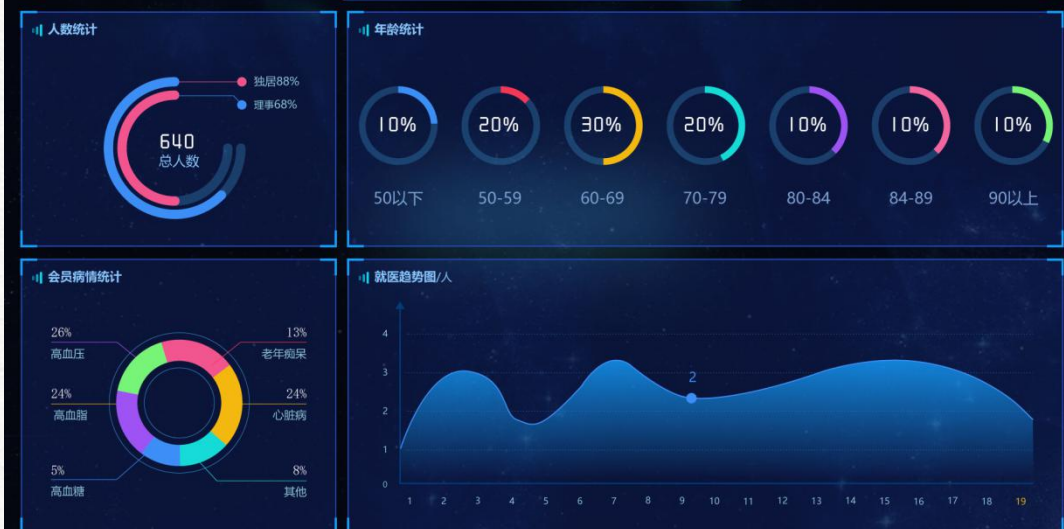 人数统计
独居88%
理事68%
640
总人数
年龄统计
10%
20%
30%
20%
10%
10%
10%
50以下
50-59
60-69
70-79
80-84
84-89
90以上
会员病情统计
26%
高血压
24%
高血脂
5%
高血糖
13%
老年痴呆
24%
心脏病
8%
其他
就医趋势图/人
4
3
2
1
0
2
1 2 3 4 5 6 7 8 9 10 11 12 13 14 15 16 17 18 19